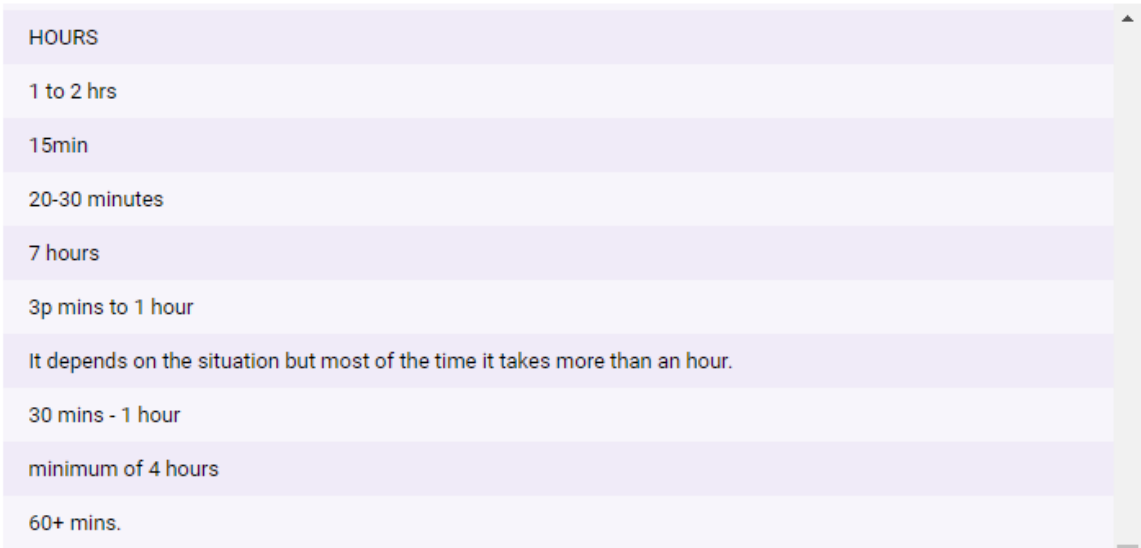 HOURS
1 to 2 hrs
15min
20-30 minutes
7 hours
3p mins to 1 hour
It depends on the situation but most of the time it takes more than an hour.
30 mins - 1 hour
minimum of 4 hours
60+ mins.